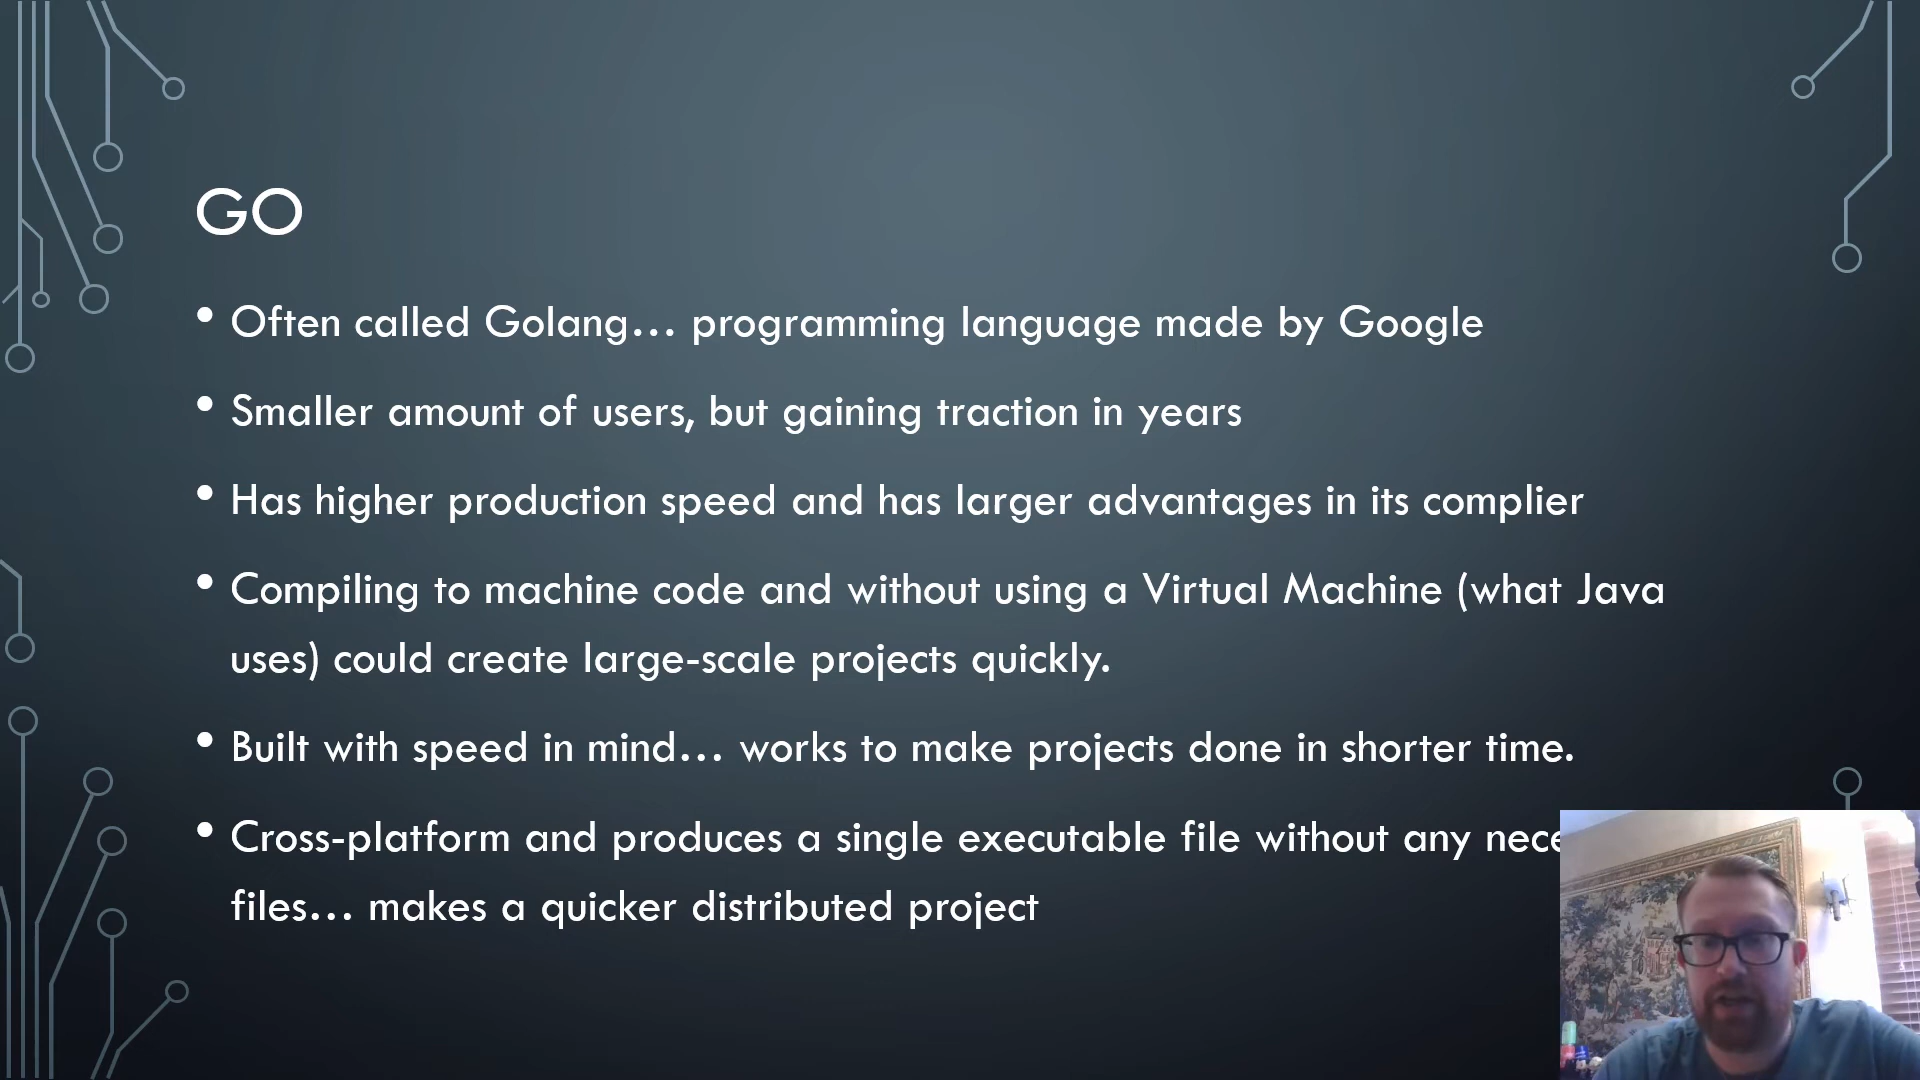 GO
• Often called Golang… programming language made by Google
• Smaller amount of users, but gaining traction in years
• Has higher production speed and has larger advantages in its complier
• Compiling to machine code and without using a Virtual Machine (what Java
uses) could create large-scale projects quickly.
• Built with speed in mind… works to make projects done in shorter time.
• Cross-platform and produces a single executable file without any
files… makes a quicker distributed project